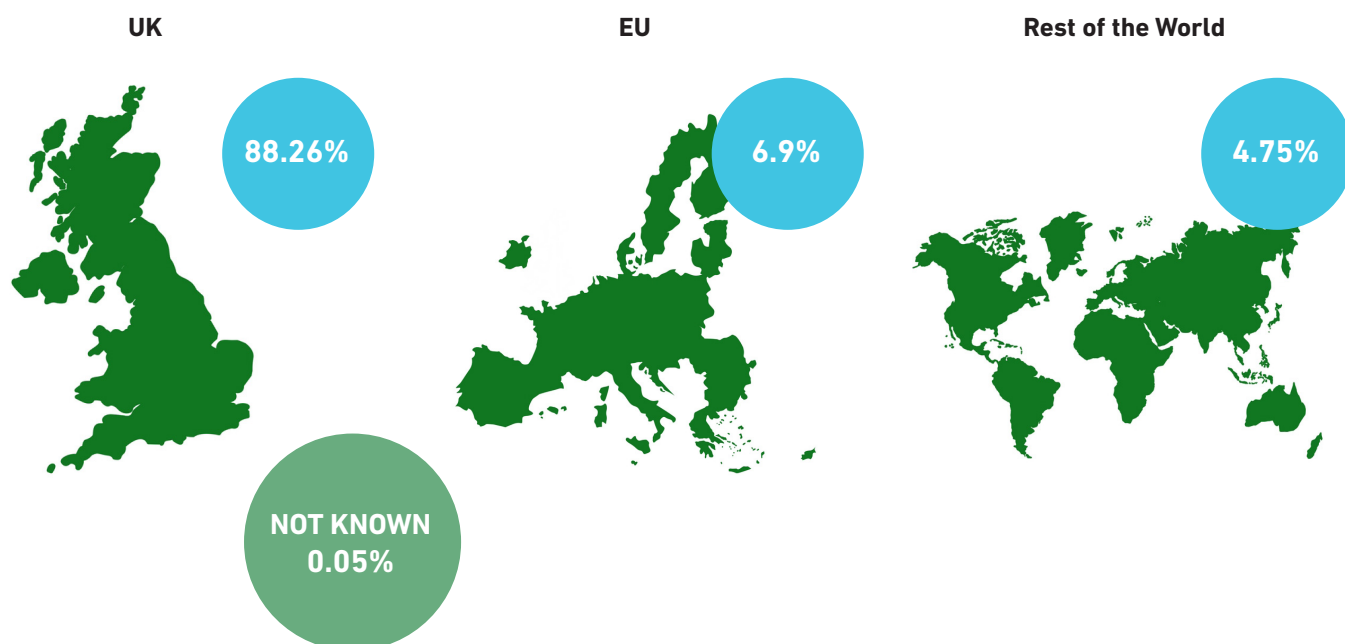 UK
EU
Rest of the World
88.26%
6.9%
4.75%
NOT KNOWN
0.05%